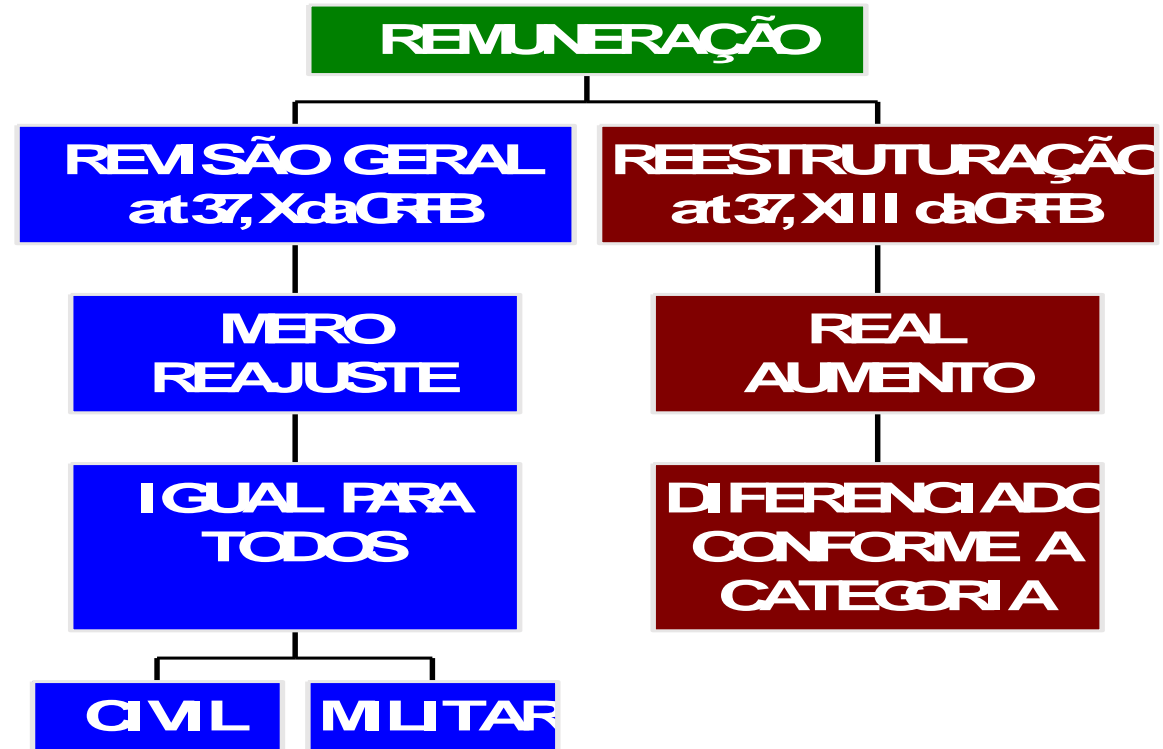 REMUNERAÇÃO
REVISÃO GERAL
art 37, X da CRFB
REESTRUTURAÇÃO
art 37, XIII da CRFB
MERO
REAJUSTE
REAL
AUMENTO
IGUAL PARA
TODOS
DIFERENCIADO
CONFORME A
CATEGORIA
CIVIL
MILITAR